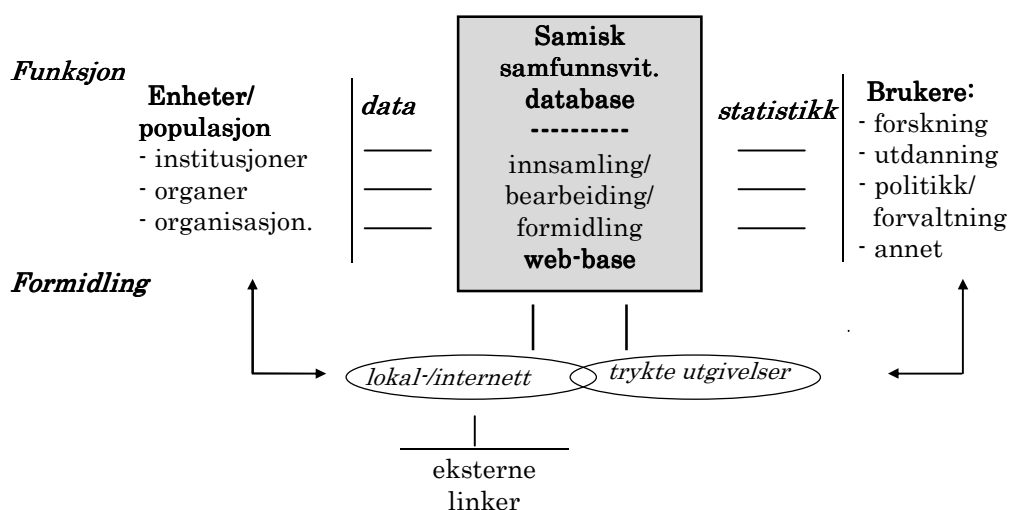 Funksjon
Enheter/
populasjon
- institusjoner
- organer
- organisasjon.
data
Samisk
samfunnsvit.
database
----------
innsamling/
bearbeiding/
formidling
web-base
statistikk
Brukere:
- forskning
- utdanning
- politikk/
forvaltning
- annet
Formidling
lokal-/internett
trykte utgivelser
eksterne
linker